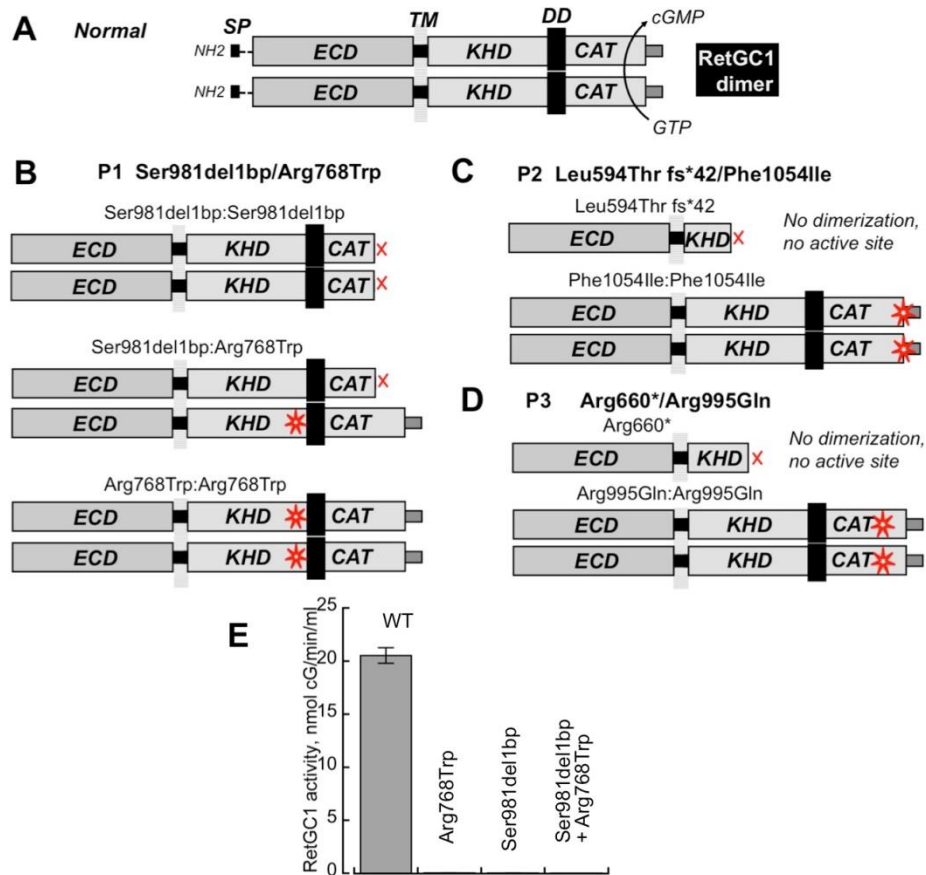 A
Normal
SP
TM
DD
cGMP
NH2
ECD
KHD
CAT
NH2
ECD
KHD
CAT
RetGC1
dimer
GTP
B
P1 Ser981del1bp/Arg768Trp
Ser981del1bp:Ser981del1bp
ECD
KHD
CAT
X
ECD
KHD
CAT
X
Ser981del1bp:Arg768Trp
ECD
KHD
CAT
X
ECD
KHD
CAT
Arg768Trp:Arg768Trp
ECD
KHD
CAT
ECD
KHD
CAT
C
P2 Leu594Thr fs*42/Phe1054Ile
Leu594Thr fs*42
ECD
KHD
X
No dimerization,
no active site
Phe1054Ile:Phe1054Ile
ECD
KHD
CAT
ECD
KHD
CAT
D
P3 Arg660*/Arg995Gln
Arg660*
ECD
KHD
X
No dimerization,
no active site
Arg995Gln:Arg995Gln
ECD
KHD
CAT
ECD
KHD
CAT
E
RetGC1 activity, nmol cG/min/ml
25
20
15
10
5
0
WT
Arg768Trp
Ser981del1bp
Ser981del1bp
+ Arg768Trp